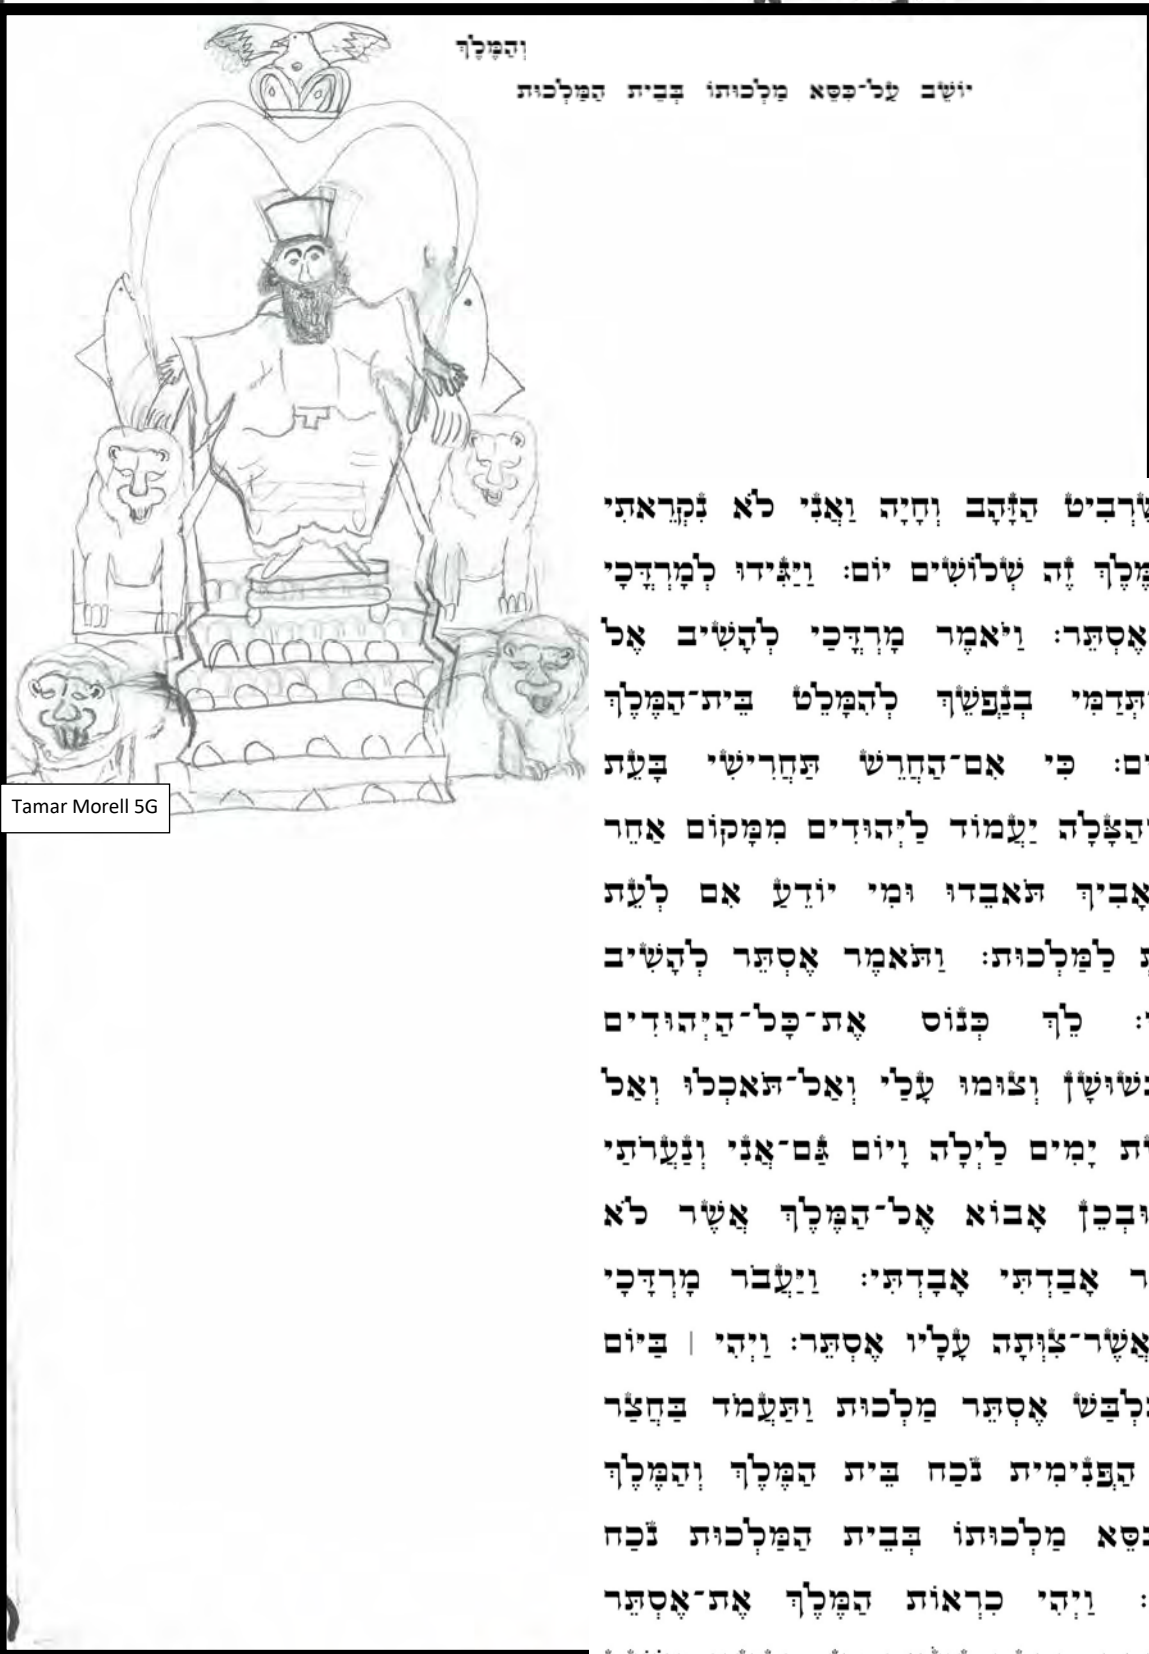 וְהַמֶּלֶךְ
יוֹשֵׁב עַל־כִּסֵּא מַלְכוּתוֹ בְּבֵית הַמַּלְכוּת
שַׁרְבִיט הַזָּהָב וְחָיָה וַאֲנִי לֹא נִקְרֵאתִי
מֶּלֶךְ זֶה שְׁלוֹשִׁים יוֹם׃ וַיַּגִּידוּ לְמָרְדֳּכָי
אֶסְתֵּר׃ וַיֹּאמֶר מָרְדֳּכַי לְהָשִׁיב אֶל
תְּדַמִּי בְנַפְשֵׁךְ לְהִמָּלֵט בֵּית־הַמֶּלֶךְ
ים׃ כִּי אִם־הַחֲרֵשׁ תַּחֲרִישִׁי בָּעֵת
הַצָּלָה יַעֲמוֹד לַיְּהוּדִים מִמָּקוֹם אַחֵר
אָבִיךְ תֹּאבֵדוּ וּמִי יוֹדֵעַ אִם לְעֵת
ת לַמַּלְכוּת׃ וַתֹּאמֶר אֶסְתֵּר לְהָשִׁיב
י׃ לֵךְ כְּנוֹס אֶת־כָּל־הַיְּהוּדִים
שׁוּשָׁן וְצוּמוּ עָלַי וְאַל־תֹּאכְלוּ וְאַל
ת יָמִים לַיְלָה וָיוֹם גַּם־אֲנִי וְנַעֲרֹתַי
וּבְכֵן אָבוֹא אֶל־הַמֶּלֶךְ אֲשֶׁר לֹא
ר אָבַדְתִּי אָבָדְתִּי׃ וַיַּעֲבֹר מָרְדֳּכָי
אֲשֶׁר־צִוְּתָה עָלָיו אֶסְתֵּר׃ וַיְהִי | בַּיּוֹם
לְבַּשׁ אֶסְתֵּר מַלְכוּת וַתַּעֲמֹד בַּחֲצַר
הַפְּנִימִית נֹכַח בֵּית הַמֶּלֶךְ וְהַמֶּלֶךְ
סֵּא מַלְכוּתוֹ בְּבֵית הַמַּלְכוּת נֹכַח
׃ וַיְהִי כִרְאוֹת הַמֶּלֶךְ אֶת־אֶסְתֵּר
Tamar Morell 5G